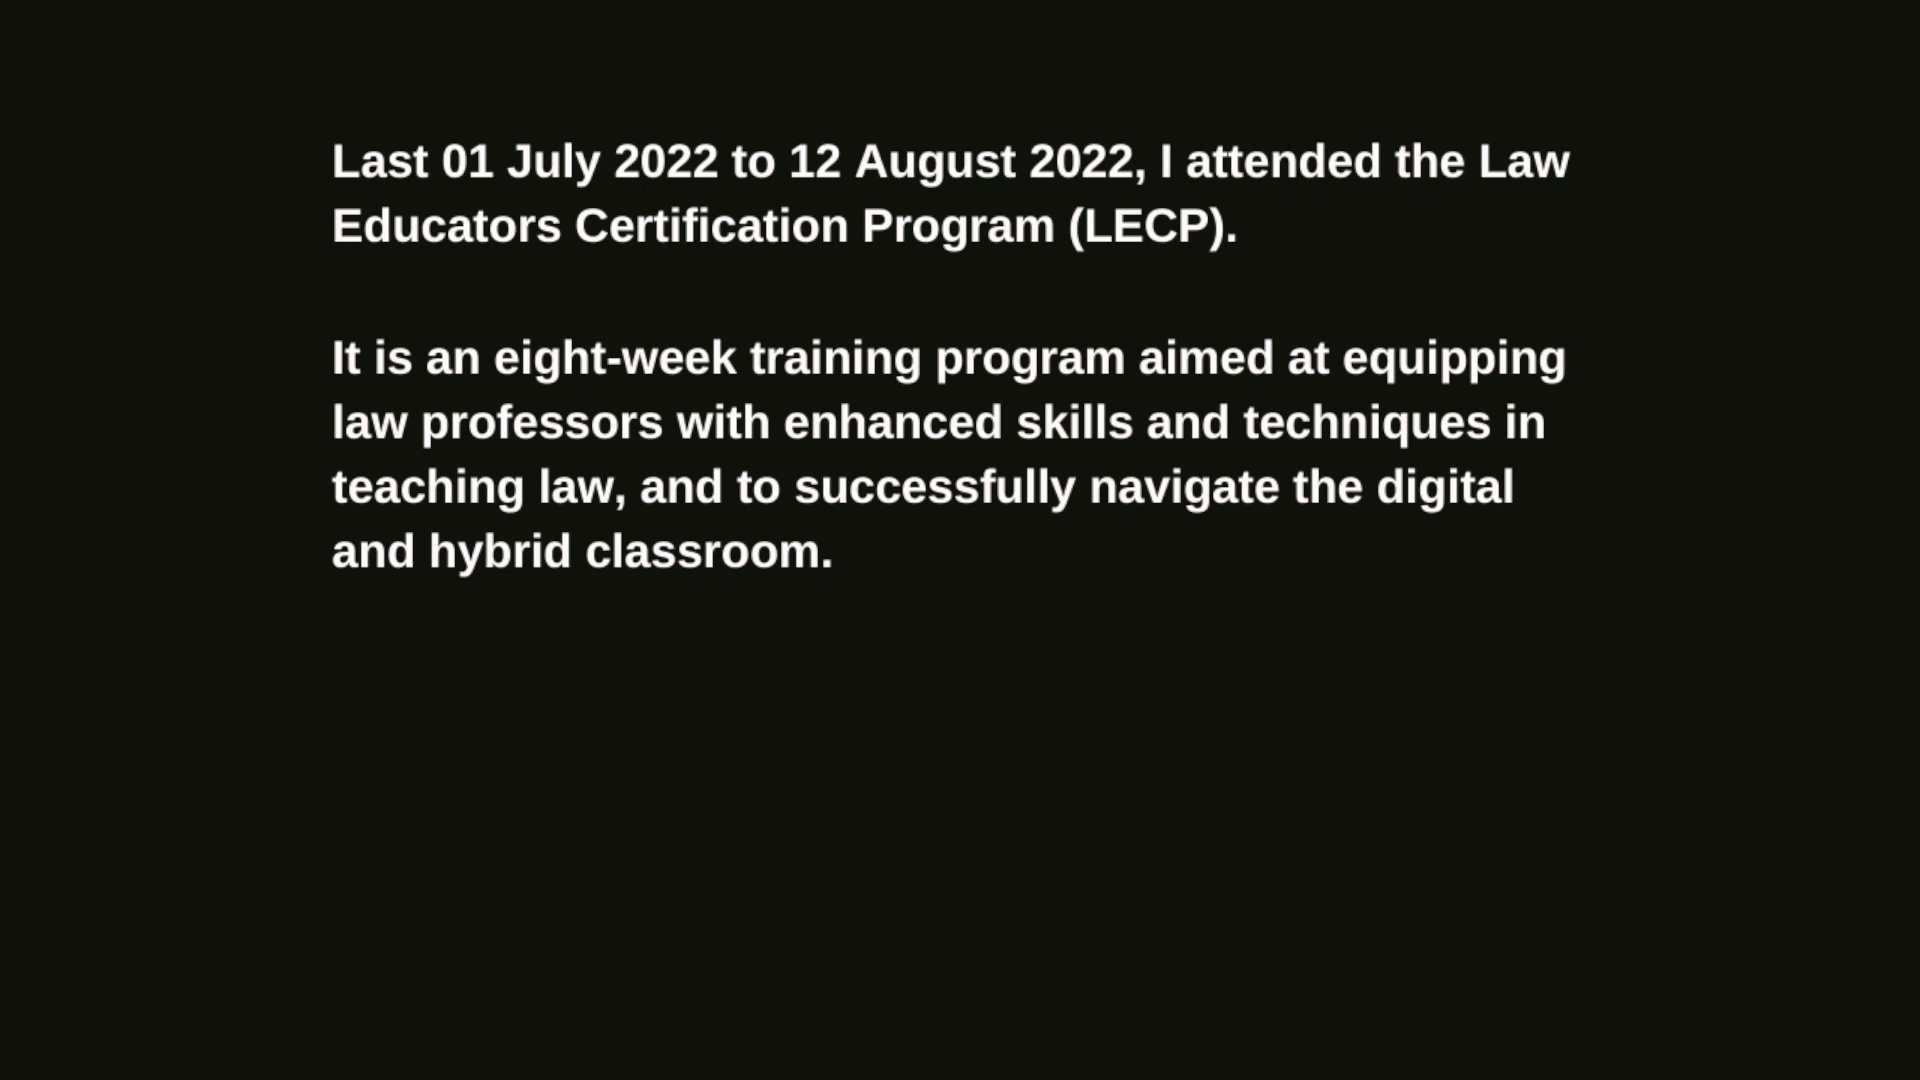 Last 01 July 2022 to 12 August 2022, I attended the Law
Educators Certification Program (LECP).
It is an eight-week training program aimed at equipping
law professors with enhanced skills and techniques in
teaching law, and to successfully navigate the digital
and hybrid classroom.